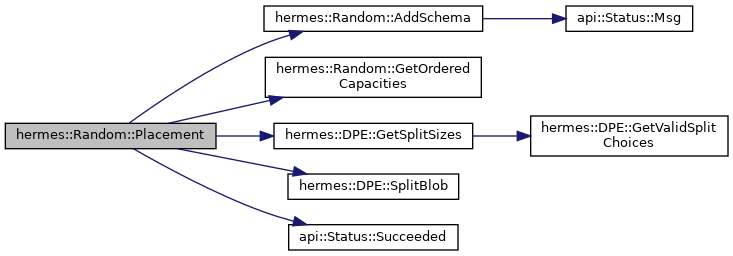 hermes::Random::Placement
hermes::Random::AddSchema
api::Status::Msg
hermes::Random::GetOrdered
Capacities
hermes::DPE::GetSplitSizes
hermes::DPE::GetValidSplit
Choices
hermes::DPE::SplitBlob
api::Status::Succeeded